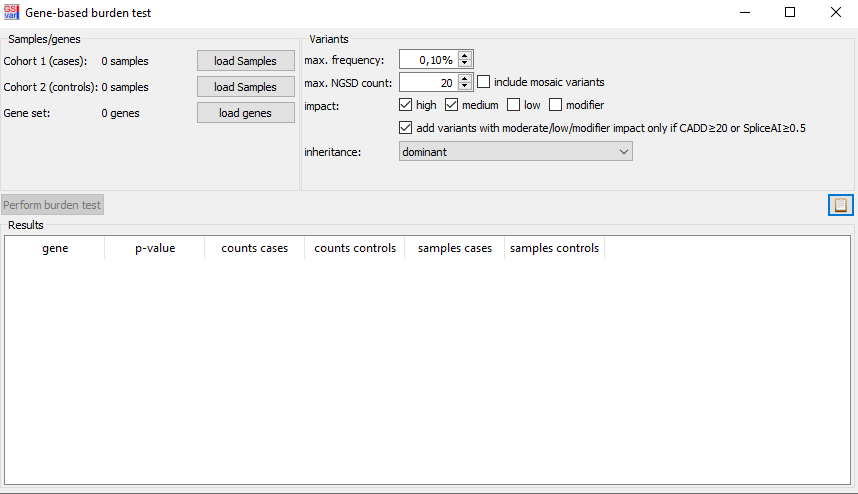 GS var Gene-based burden test
Samples/genes
Cohort 1 (cases): 0 samples load Samples
Cohort 2 (controls): 0 samples load Samples
Gene set: 0 genes load genes
Variants
max. frequency: 0,10%
max. NGSD count: 20 include mosaic variants
impact: high medium low modifier
add variants with moderate/low/modifier impact only if CADD≥20 or SpliceAI≥0.5
inheritance: dominant
Perform burden test
Results
gene p-value counts cases counts controls samples cases samples controls